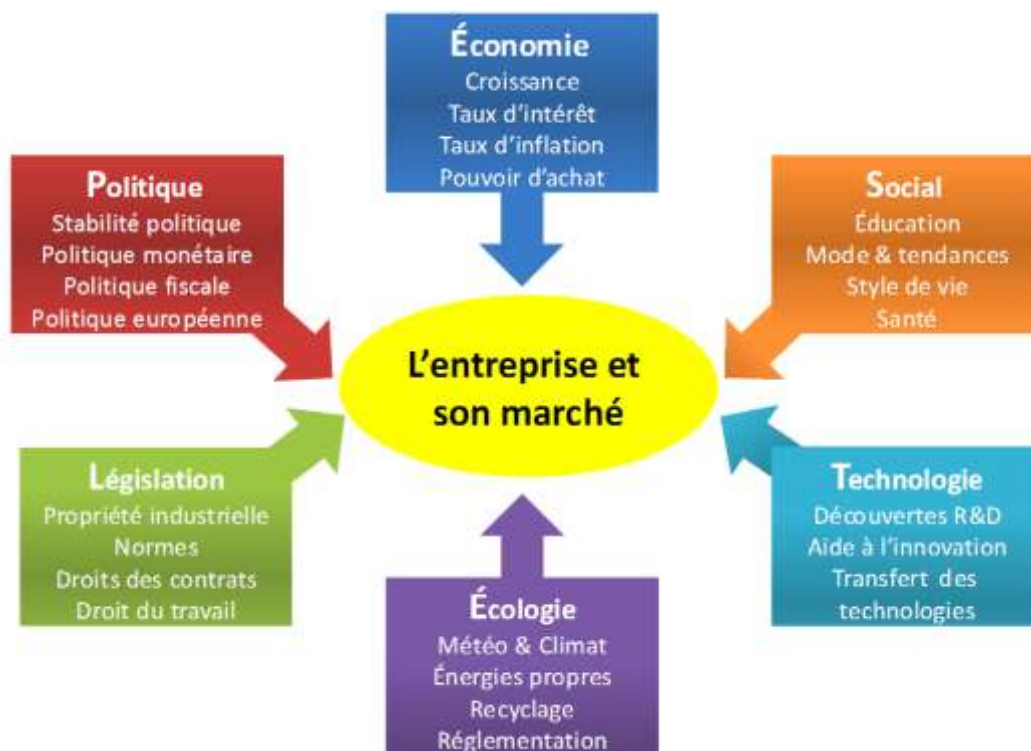 Économie
Croissance
Taux d'intérêt
Taux d'inflation
Pouvoir d'achat
Politique
Stabilité politique
Politique monétaire
Politique fiscale
Politique européenne
Social
Éducation
Mode & tendances
Style de vie
Santé
L'entreprise et
son marché
Législation
Propriété industrielle
Normes
Droits des contrats
Droit du travail
Technologie
Découvertes R&D
Aide à l'innovation
Transfert des
technologies
Écologie
Météo & Climat
Énergies propres
Recyclage
Réglementation